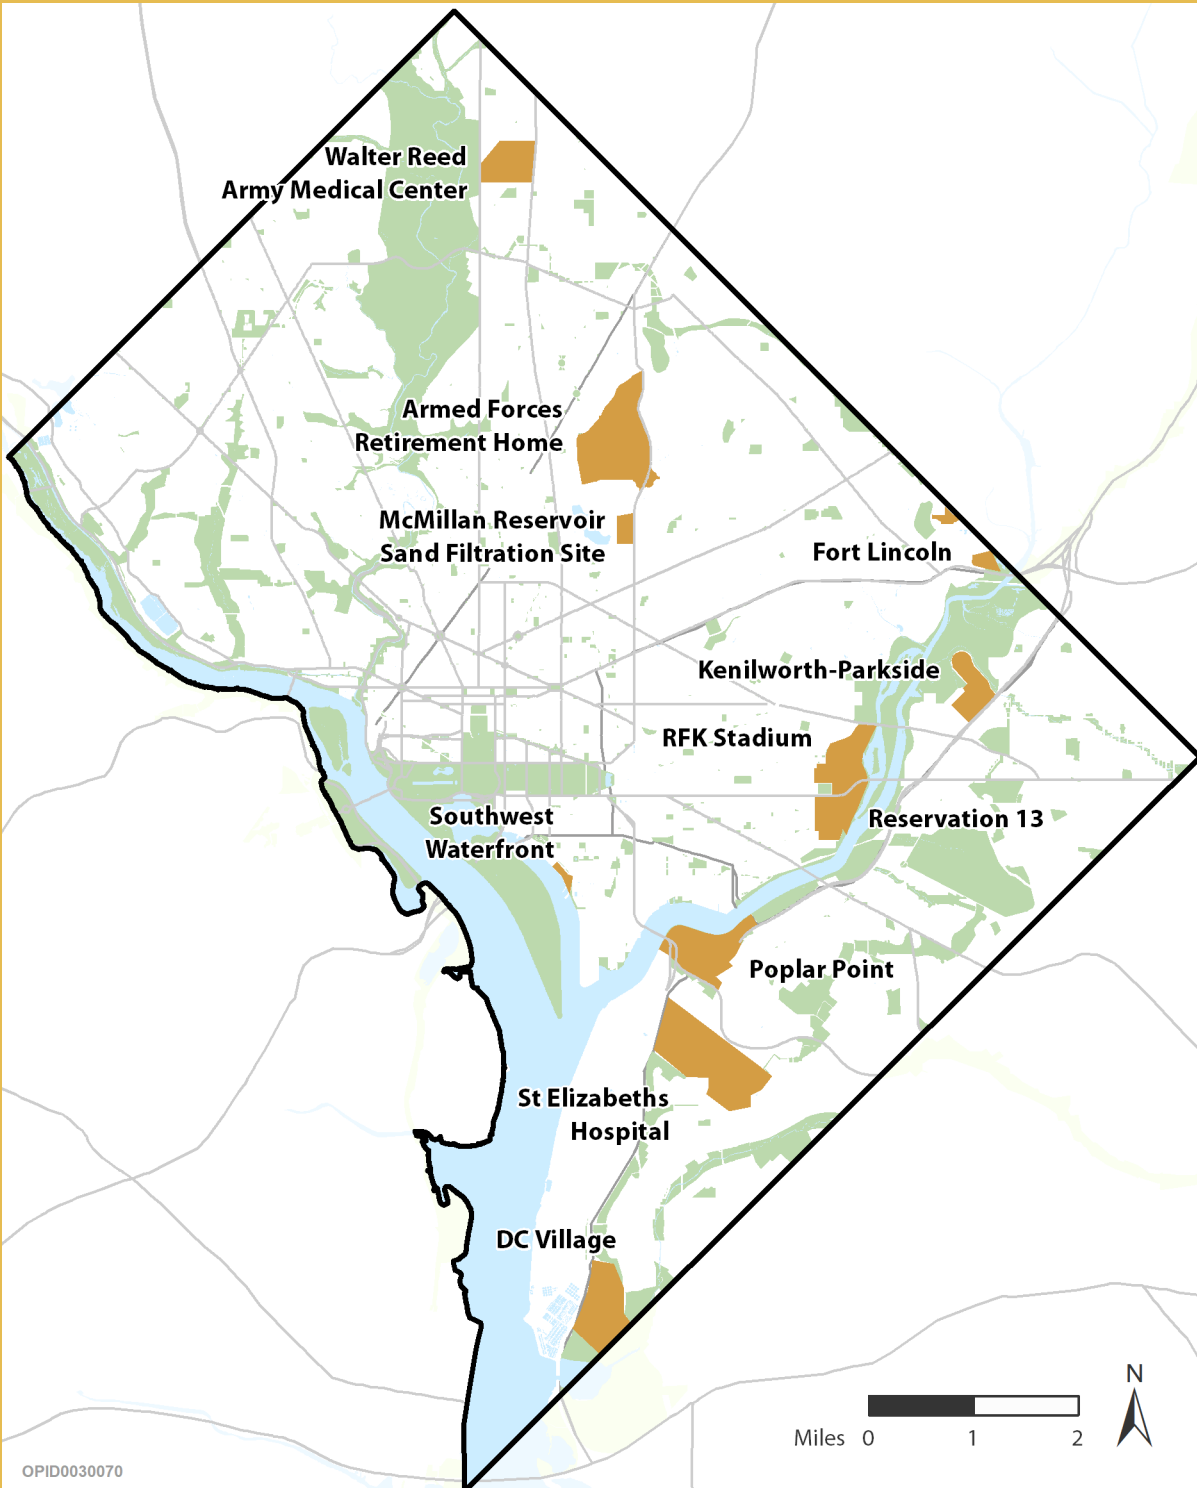 Walter Reed
Army Medical Center
Armed Forces
Retirement Home
McMillan Reservoir
Sand Filtration Site
Fort Lincoln
Kenilworth-Parkside
RFK Stadium
Reservation 13
Southwest
Waterfront
Poplar Point
St Elizabeths
Hospital
DC Village
N
Miles 0 1 2
OPID0030070